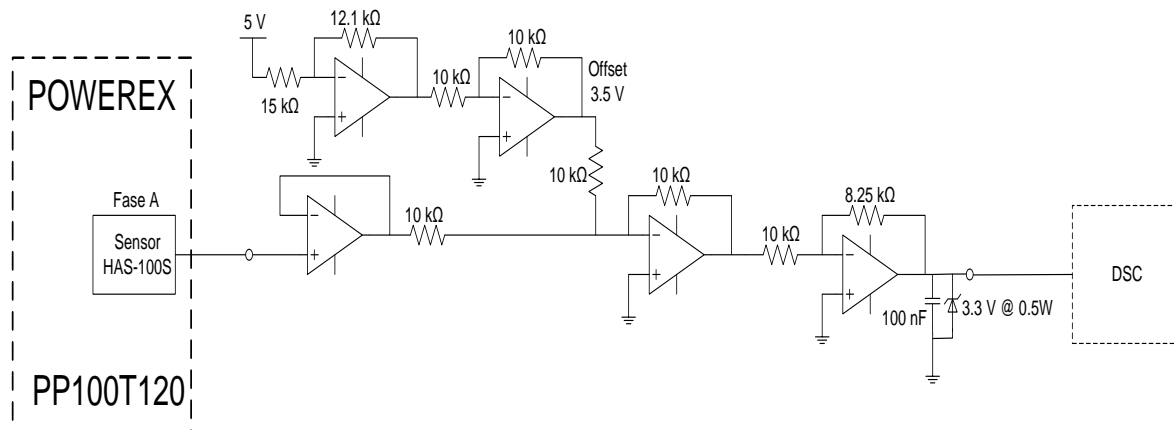 5 V
12.1 kΩ
15 kΩ
10 kΩ
10 kΩ
Offset
3.5 V
10 kΩ
POWEREX
Fase A
Sensor
HAS-100S
PP100T120
10 kΩ
10 kΩ
10 kΩ
8.25 kΩ
100 nF
3.3 V @ 0.5W
DSC